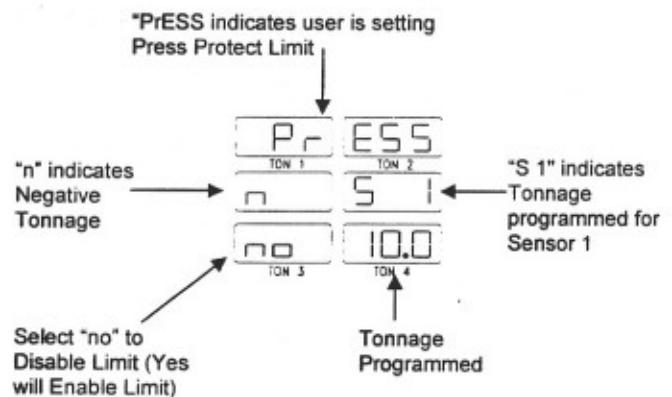 "PrESS indicates user is setting
Press Protect Limit
Pr ESS
TON 1 TON 2
"n" indicates
Negative
Tonnage
n S 1
"S 1" indicates
Tonnage
programmed for
Sensor 1
no 10.0
TON 3 TON 4
Select "no" to
Disable Limit (Yes
will Enable Limit)
Tonnage
Programmed